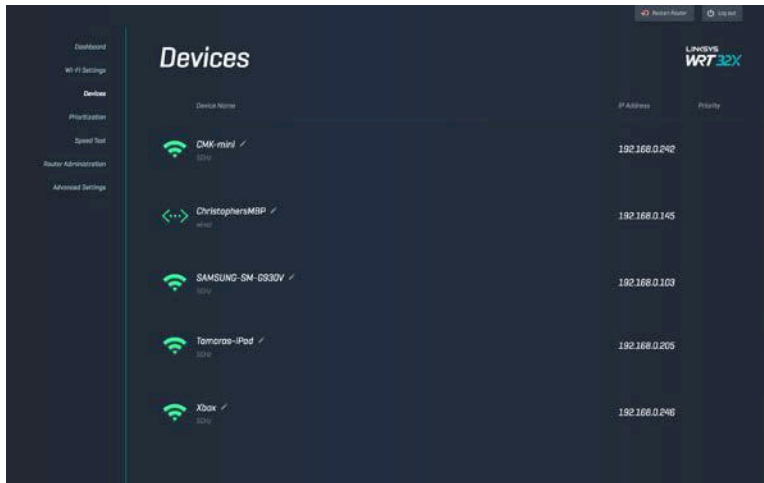 Restart Router
Log out
Dashboard
Wi-Fi Settings
Devices
Prioritization
Speed Test
Router Administration
Advanced Settings
Devices
LINKSYS
WRT32X
Device Name
IP Address
Priority
CMK-mini
5GHz
192.168.0.242
ChristophersMBP
wired
192.168.0.145
SAMSUNG-SM-G930V
5GHz
192.168.0.103
Tamaras-iPad
5GHz
192.168.0.205
Xbox
5GHz
192.168.0.246